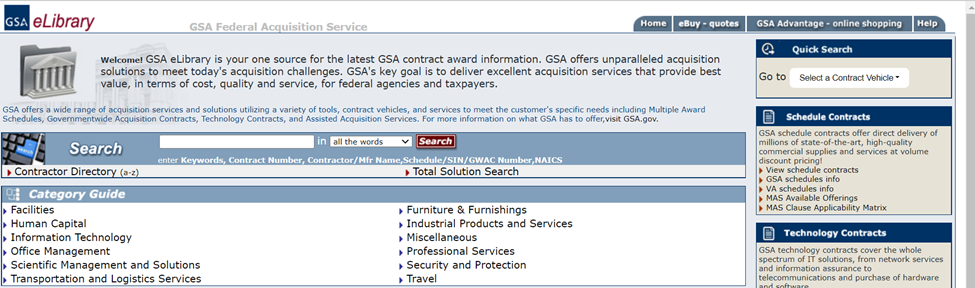 GSA eLibrary
GSA Federal Acquisition Service
Home
eBuy - quotes
GSA Advantage - online shopping
Help
Welcome! GSA eLibrary is your one source for the latest GSA contract award information. GSA offers unparalleled acquisition
solutions to meet today's acquisition challenges. GSA's key goal is to deliver excellent acquisition services that provide best
value, in terms of cost, quality and service, for federal agencies and taxpayers.
GSA offers a wide range of acquisition services and solutions utilizing a variety of tools, contract vehicles, and services to meet the customer's specific needs including Multiple Award
Schedules, Governmentwide Acquisition Contracts, Technology Contracts, and Assisted Acquisition Services. For more information on what GSA has to offer,visit GSA.gov.
Search
in all the words Search
enter Keywords, Contract Number, Contractor/Mfr Name,Schedule/SIN/GWAC Number,NAICS
Contractor Directory (a-z)
Total Solution Search
Category Guide
Facilities
Human Capital
Information Technology
Office Management
Scientific Management and Solutions
Transportation and Logistics Services
Furniture & Furnishings
Industrial Products and Services
Miscellaneous
Professional Services
Security and Protection
Travel
Quick Search
Go to Select a Contract Vehicle
Schedule Contracts
GSA schedule contracts offer direct delivery of
millions of state-of-the-art, high-quality
commercial supplies and services at volume
discount pricing!
View schedule contracts
GSA schedules info
VA schedules info
MAS Available Offerings
MAS Clause Applicability Matrix
Technology Contracts
GSA technology contracts cover the whole
spectrum of IT solutions, from network services
and information assurance to
telecommunications and purchase of hardware
and software.